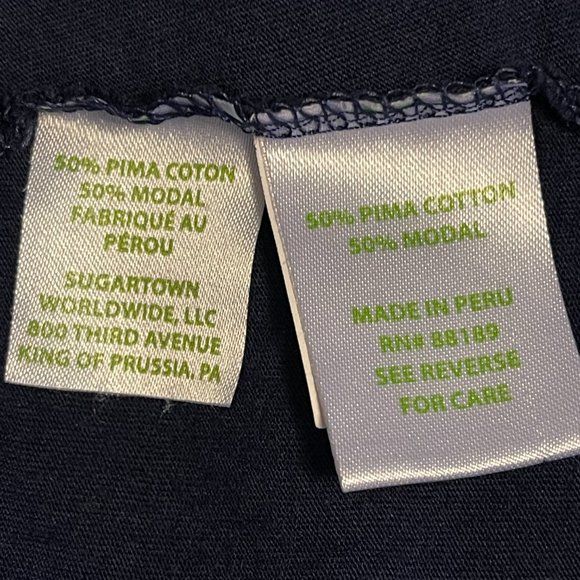 50% PIMA COTON
50% MODAL
FABRIQUÉ AU
PÉROU
SUGARTOWN
WORLDWIDE, LLC
800 THIRD AVENUE
KING OF PRUSSIA, PA
50% PIMA COTTON
50% MODAL
MADE IN PERU
RN# 88189
SEE REVERSE
FOR CARE